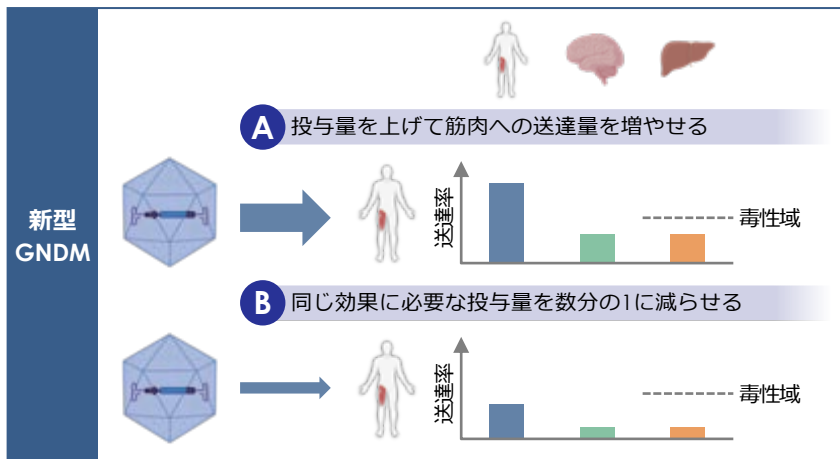 A 投与量を上げて筋肉への送達量を増やせる
新型
GNDM
送達率
毒性域
B 同じ効果に必要な投与量を数分の1に減らせる
送達率
毒性域